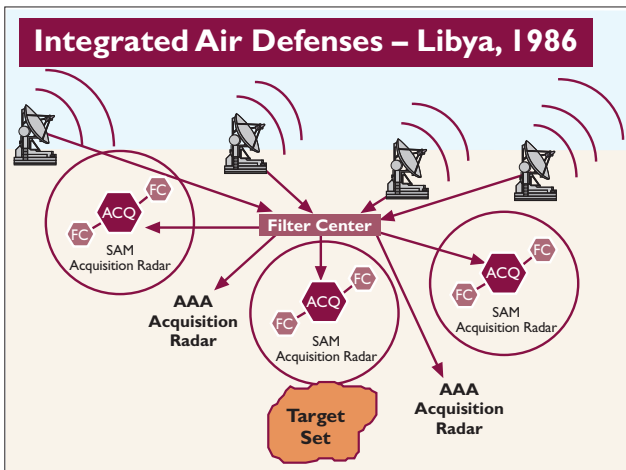 Integrated Air Defenses – Libya, 1986
FC
ACQ
FC
SAM
Acquisition Radar
Filter Center
AAA
Acquisition
Radar
FC
ACQ
FC
SAM
Acquisition Radar
FC
ACQ
FC
SAM
Acquisition Radar
AAA
Acquisition
Radar
Target
Set